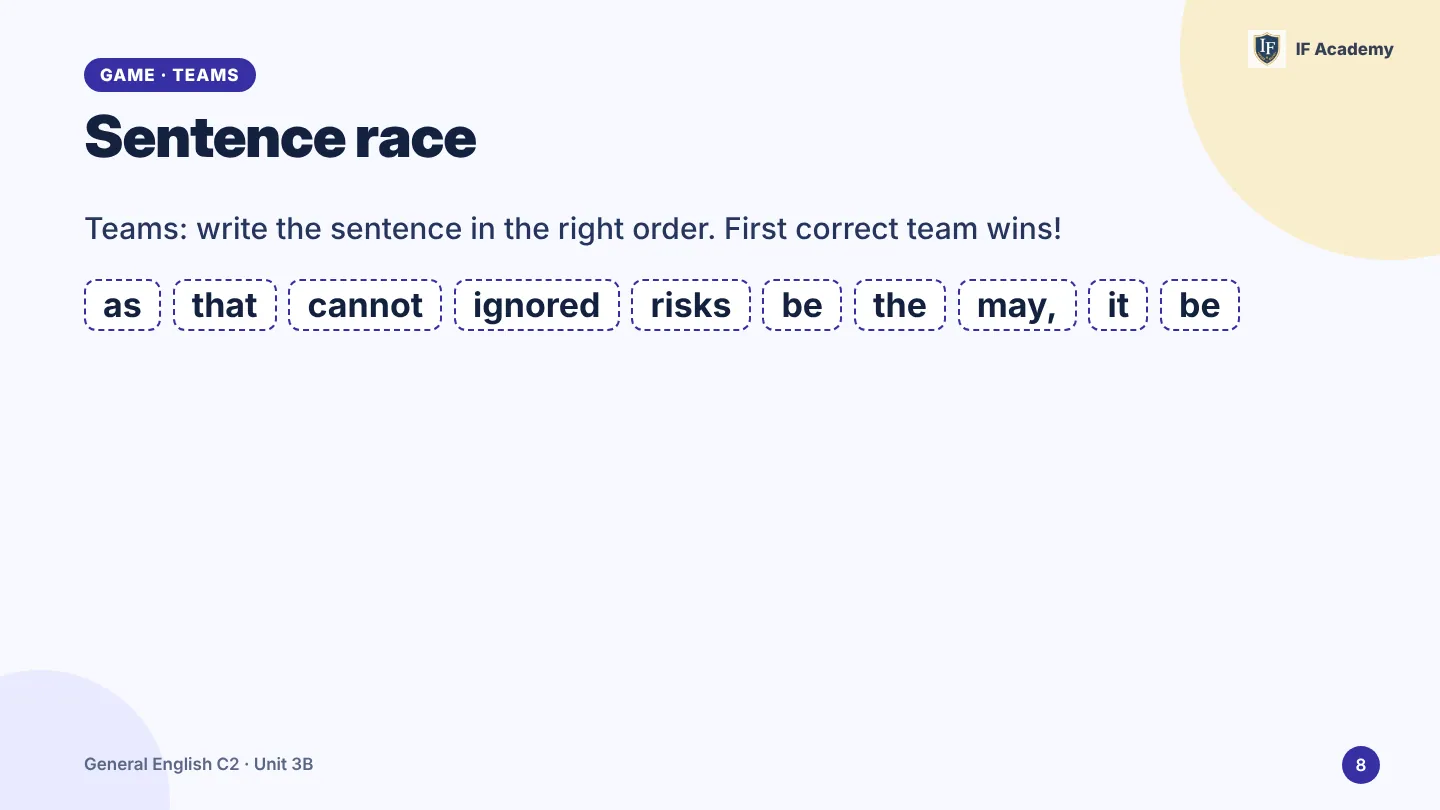 GAME · TEAMS
IF Academy
Sentence race
Teams: write the sentence in the right order. First correct team wins!
as that cannot ignored risks be the may, it be
General English C2 · Unit 3B
8